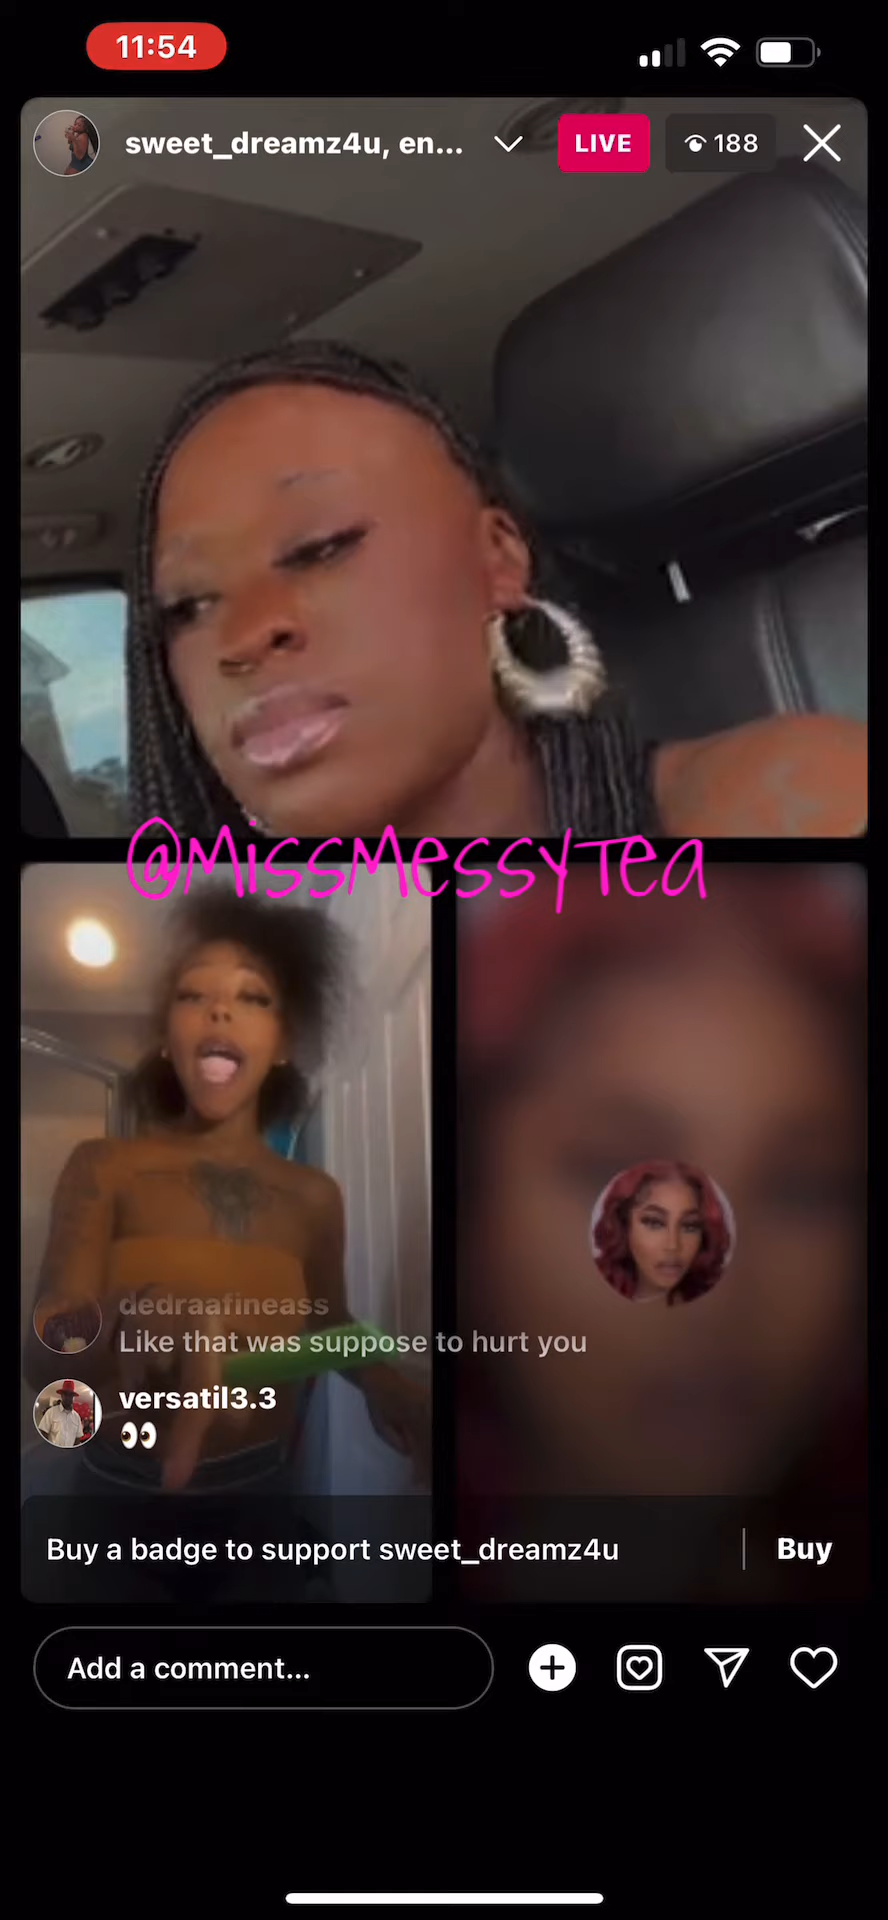 11:54
sweet_dreamz4u, en...
LIVE
188
@MissMessyTea
dedraafineass
Like that was suppose to hurt you
versatil3.3
👀
Buy a badge to support sweet_dreamz4u
Buy
Add a comment...